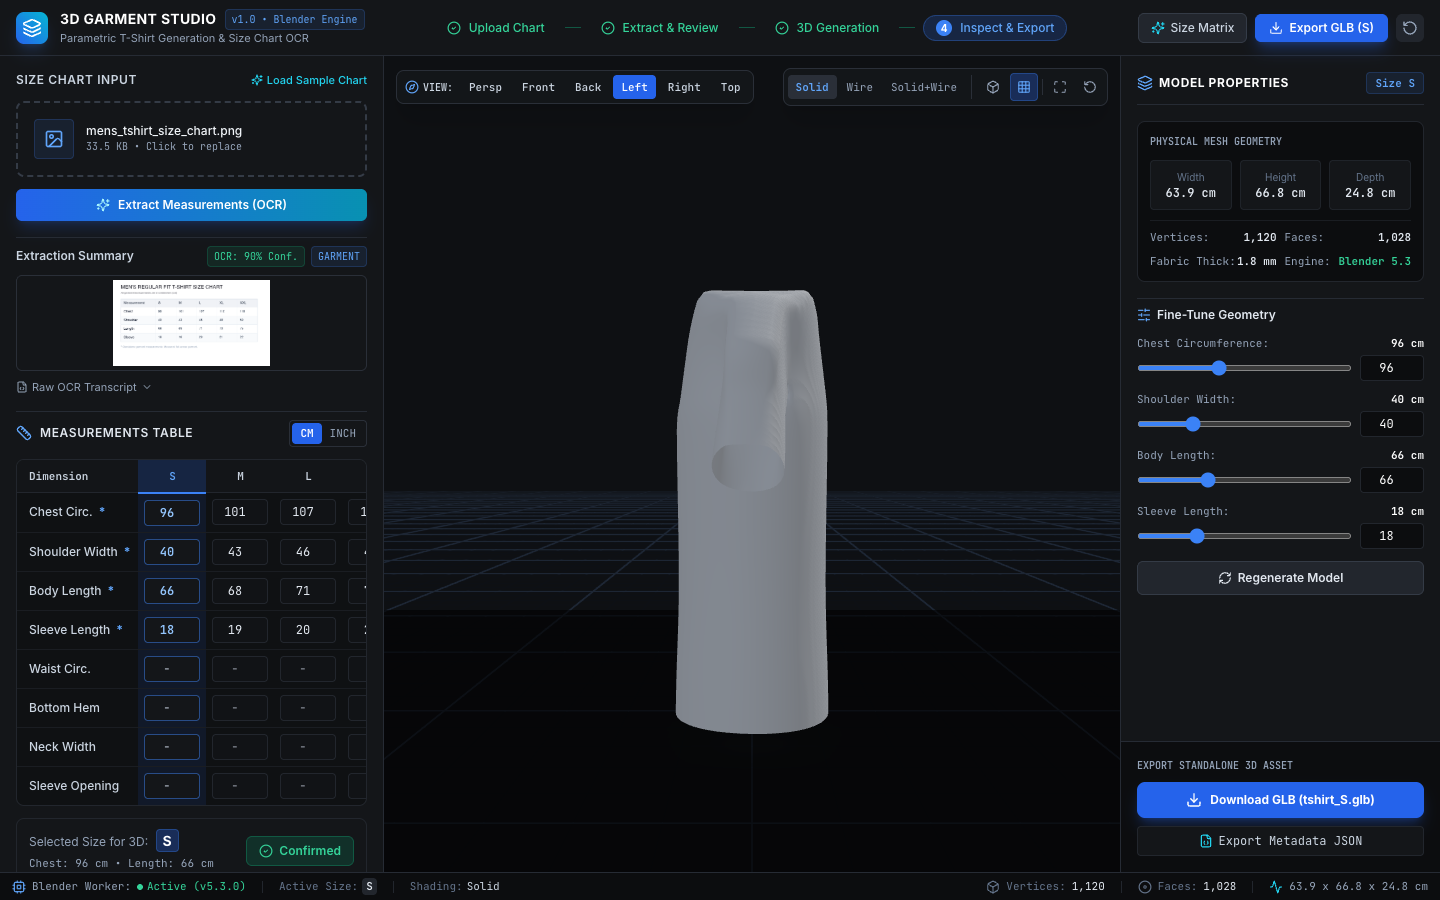 3D GARMENT STUDIO
v1.0 • Blender Engine
Parametric T-Shirt Generation & Size Chart OCR
Upload Chart
Extract & Review
3D Generation
4 Inspect & Export
Size Matrix
Export GLB (S)
SIZE CHART INPUT
Load Sample Chart
mens_tshirt_size_chart.png
33.5 KB • Click to replace
Extract Measurements (OCR)
Extraction Summary
OCR: 90% Conf.
GARMENT
MEN'S REGULAR FIT T-SHIRT SIZE CHART
Raw OCR Transcript
MEASUREMENTS TABLE
CM INCH
Dimension S M L
Chest Circ. * 96 101 107 1
Shoulder Width * 40 43 46
Body Length * 66 68 71
Sleeve Length * 18 19 20
Waist Circ. - - -
Bottom Hem - - -
Neck Width - - -
Sleeve Opening - - -
Selected Size for 3D: S
Chest: 96 cm • Length: 66 cm
Confirmed
VIEW: Persp Front Back Left Right Top
Solid Wire Solid+Wire
MODEL PROPERTIES
Size S
PHYSICAL MESH GEOMETRY
Width Height Depth
63.9 cm 66.8 cm 24.8 cm
Vertices: 1,120 Faces: 1,028
Fabric Thick: 1.8 mm Engine: Blender 5.3
Fine-Tune Geometry
Chest Circumference: 96 cm
96
Shoulder Width: 40 cm
40
Body Length: 66 cm
66
Sleeve Length: 18 cm
18
Regenerate Model
EXPORT STANDALONE 3D ASSET
Download GLB (tshirt_S.glb)
Export Metadata JSON
Blender Worker: Active (v5.3.0)
Active Size: S
Shading: Solid
Vertices: 1,120
Faces: 1,028
63.9 x 66.8 x 24.8 cm